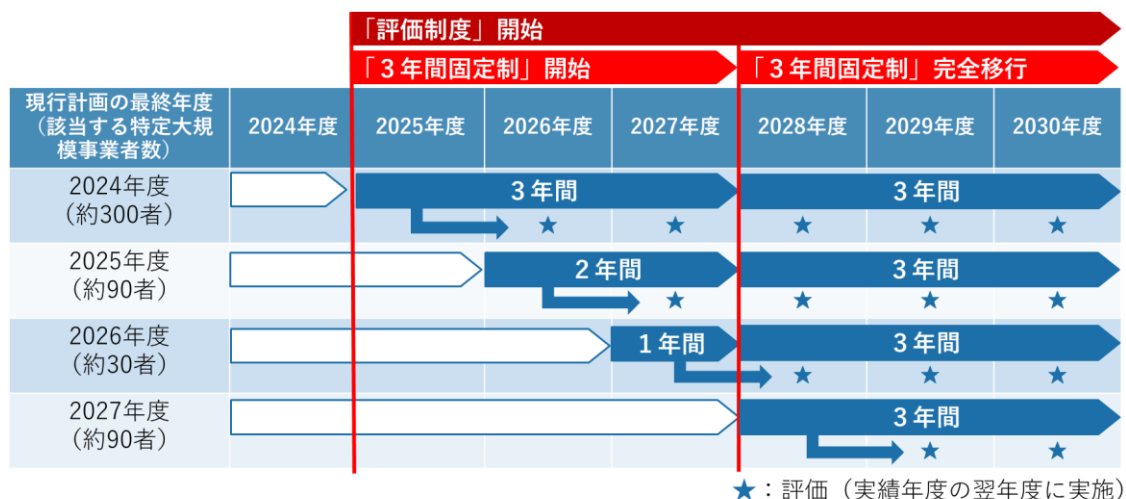 「評価制度」開始
「３年間固定制」開始
「３年間固定制」完全移行
現行計画の最終年度
（該当する特定大規
模事業者数）
2024年度
2025年度
2026年度
2027年度
2028年度
2029年度
2030年度
2024年度
（約300者）
３年間
３年間
★
★
★
★
★
2025年度
（約90者）
２年間
３年間
★
★
★
★
2026年度
（約30者）
１年間
３年間
★
★
★
2027年度
（約90者）
３年間
★
★
★：評価（実績年度の翌年度に実施）